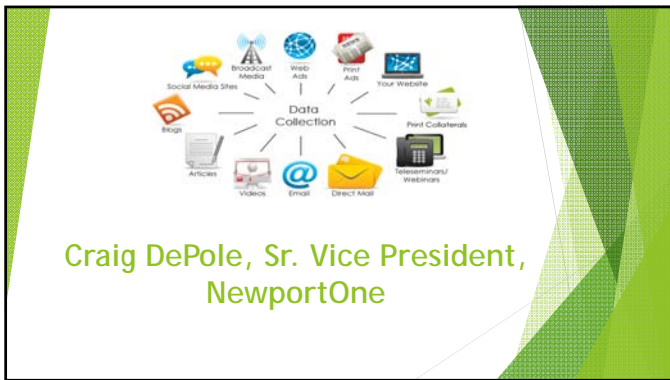 Broadcast
Media
Web
Ads
NEWS
Print
Ads
Your Website
Print Collaterals
Teleseminars/
Webinars
Direct Mail
Email
Videos
Articles
Blogs
Social Media Sites
Data
Collection
Craig DePole, Sr. Vice President,
NewportOne